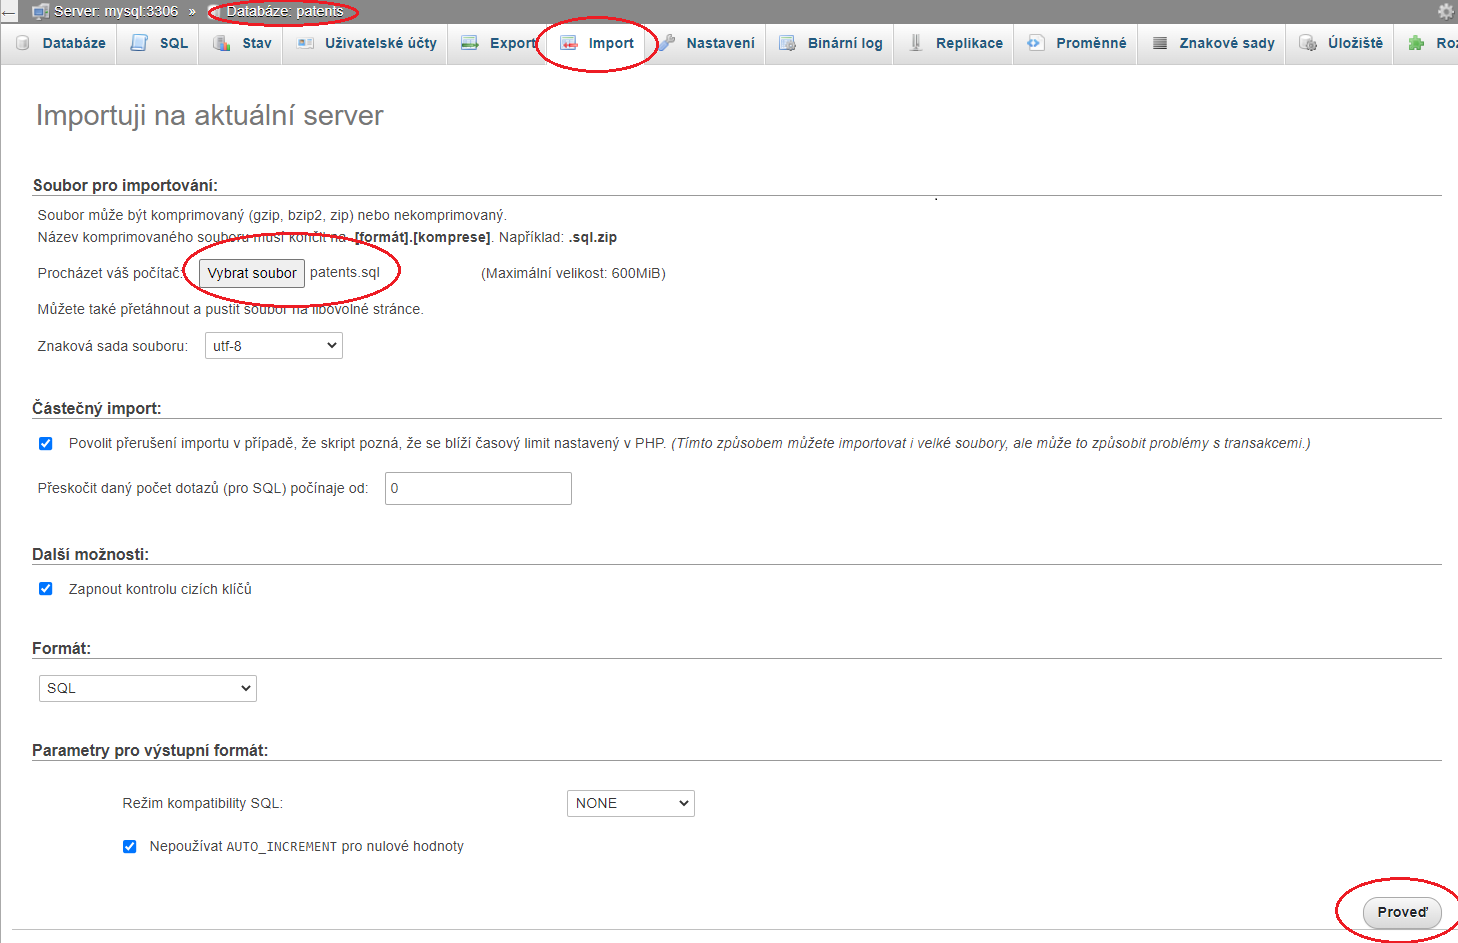 ← Server: mysql:3306 » Databáze: patents
Databáze SQL Stav Uživatelské účty Export Import Nastavení Binární log Replikace Proměnné Znakové sady Úložiště
Importuji na aktuální server
Soubor pro importování:
Soubor může být komprimovaný (gzip, bzip2, zip) nebo nekomprimovaný.
Název komprimovaného souboru musí končit na .[formát].[komprese]. Například: .sql.zip
Procházet váš počítač: Vybrat soubor patents.sql (Maximální velikost: 600MiB)
Můžete také přetáhnout a pustit soubor na libovolné stránce.
Znaková sada souboru: utf-8
Částečný import:
Povolit přerušení importu v případě, že skript pozná, že se blíží časový limit nastavený v PHP. (Tímto způsobem můžete importovat i velké soubory, ale může to způsobit problémy s transakcemi.)
Přeskočit daný počet dotazů (pro SQL) počínaje od: 0
Další možnosti:
Zapnout kontrolu cizích klíčů
Formát:
SQL
Parametry pro výstupní formát:
Režim kompatibility SQL: NONE
Nepoužívat AUTO_INCREMENT pro nulové hodnoty
Proveď